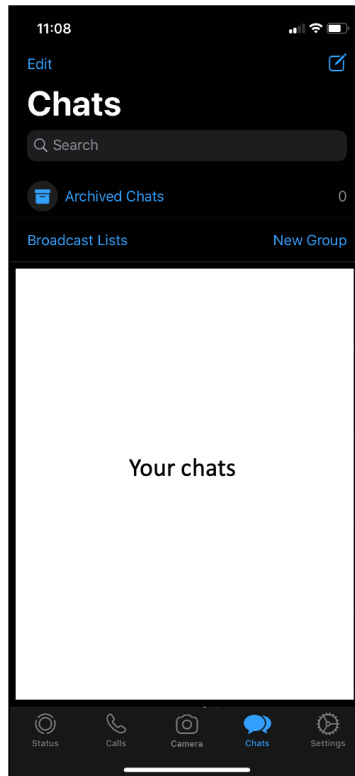 11:08
Edit
Chats
Search
Archived Chats 0
Broadcast Lists New Group
Your chats
Status Calls Camera Chats Settings